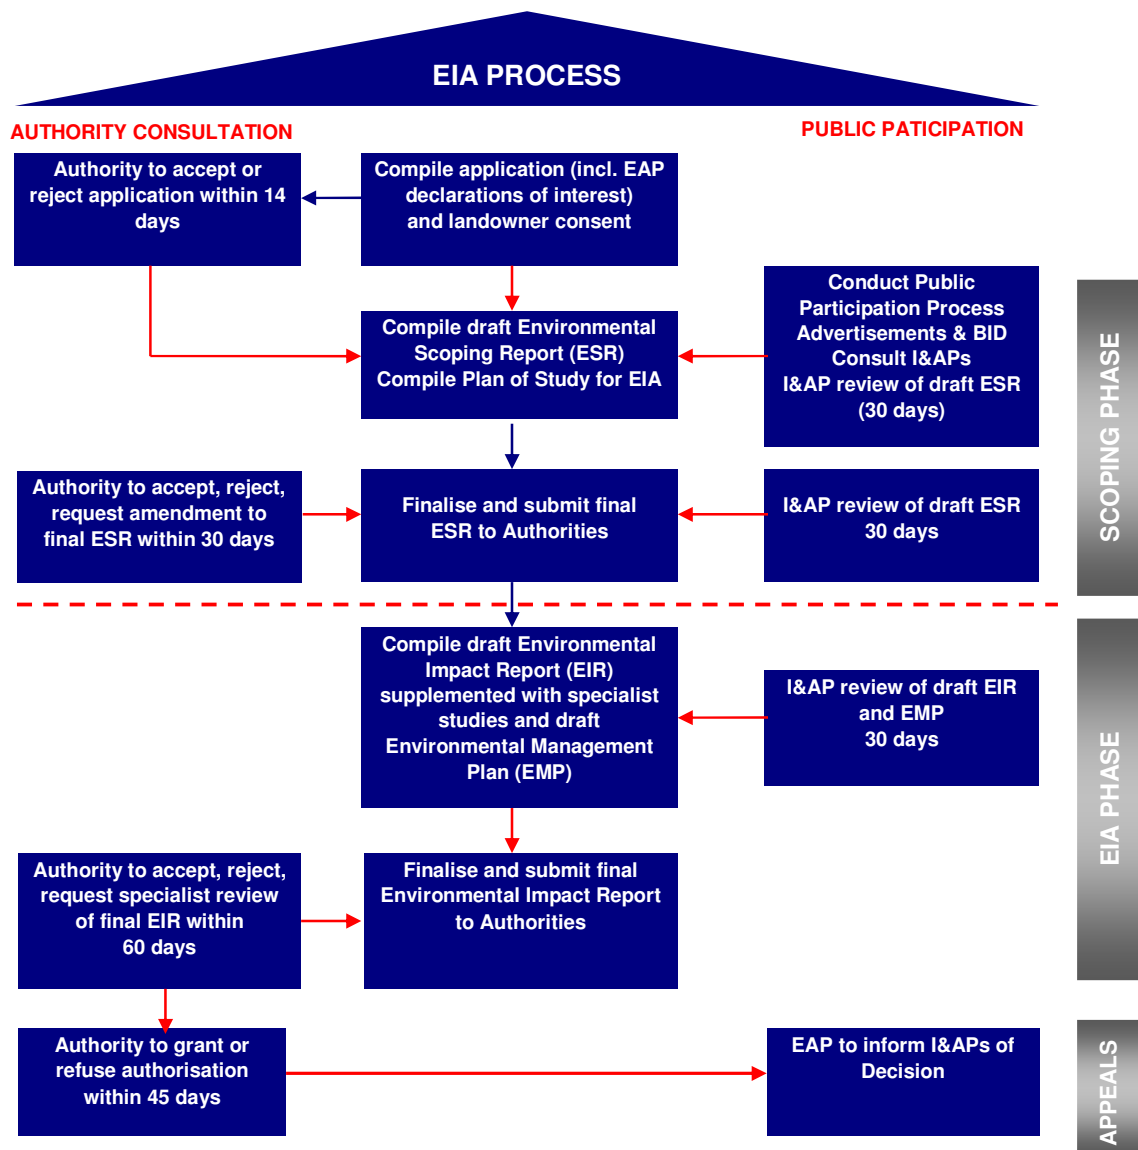 EIA PROCESS
AUTHORITY CONSULTATION
PUBLIC PATICIPATION
Authority to accept or
reject application within 14
days
Compile application (incl. EAP
declarations of interest)
and landowner consent
Conduct Public
Participation Process
Advertisements & BID
Consult I&APs
I&AP review of draft ESR
(30 days)
Compile draft Environmental
Scoping Report (ESR)
Compile Plan of Study for EIA
SCOPING PHASE
Authority to accept, reject,
request amendment to
final ESR within 30 days
Finalise and submit final
ESR to Authorities
I&AP review of draft ESR
30 days
Compile draft Environmental
Impact Report (EIR)
supplemented with specialist
studies and draft
Environmental Management
Plan (EMP)
I&AP review of draft EIR
and EMP
30 days
EIA PHASE
Authority to accept, reject,
request specialist review
of final EIR within
60 days
Finalise and submit final
Environmental Impact Report
to Authorities
Authority to grant or
refuse authorisation
within 45 days
EAP to inform I&APs of
Decision
APPEALS